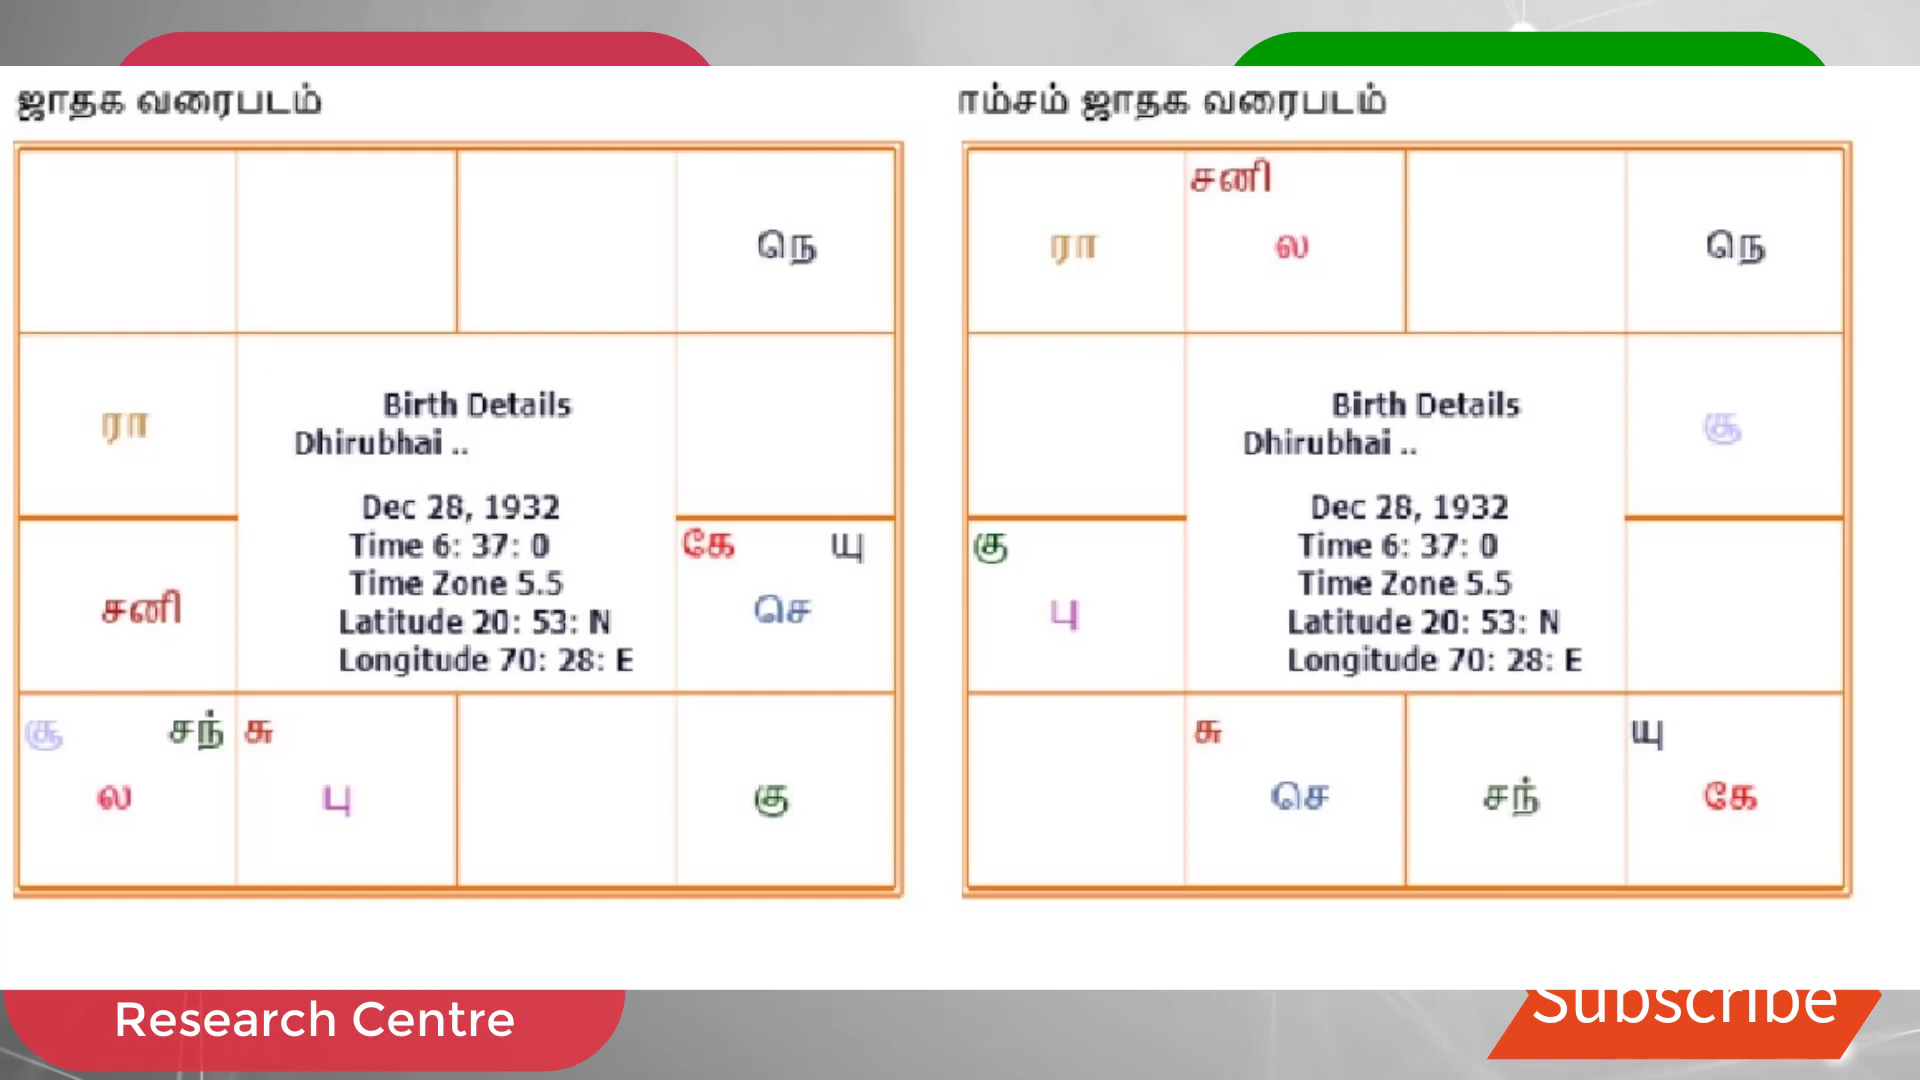 ஜாதக வரைபடம்
நெ
ரா
Birth Details
Dhirubhai ..
Dec 28, 1932
Time 6: 37: 0
Time Zone 5.5
Latitude 20: 53: N
Longitude 70: 28: E
கே யு
சனி செ
சு சந் சு
ல பு கு
ாம்சம் ஜாதக வரைபடம்
சனி
ரா ல நெ
Birth Details
Dhirubhai ..
சு
Dec 28, 1932
Time 6: 37: 0
Time Zone 5.5
Latitude 20: 53: N
Longitude 70: 28: E
கு
பு
சு யு
செ சந் கே
Research Centre
Subscribe